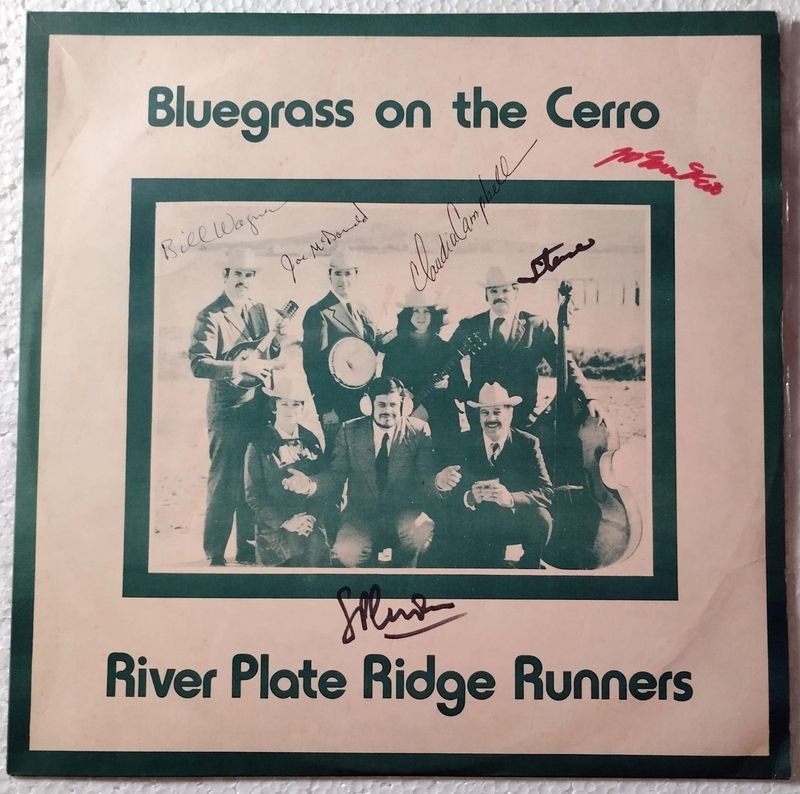 Bluegrass on the Cerro
Bill Wagner
Joe McDonald
Claudia Campbell
Steve
River Plate Ridge Runners